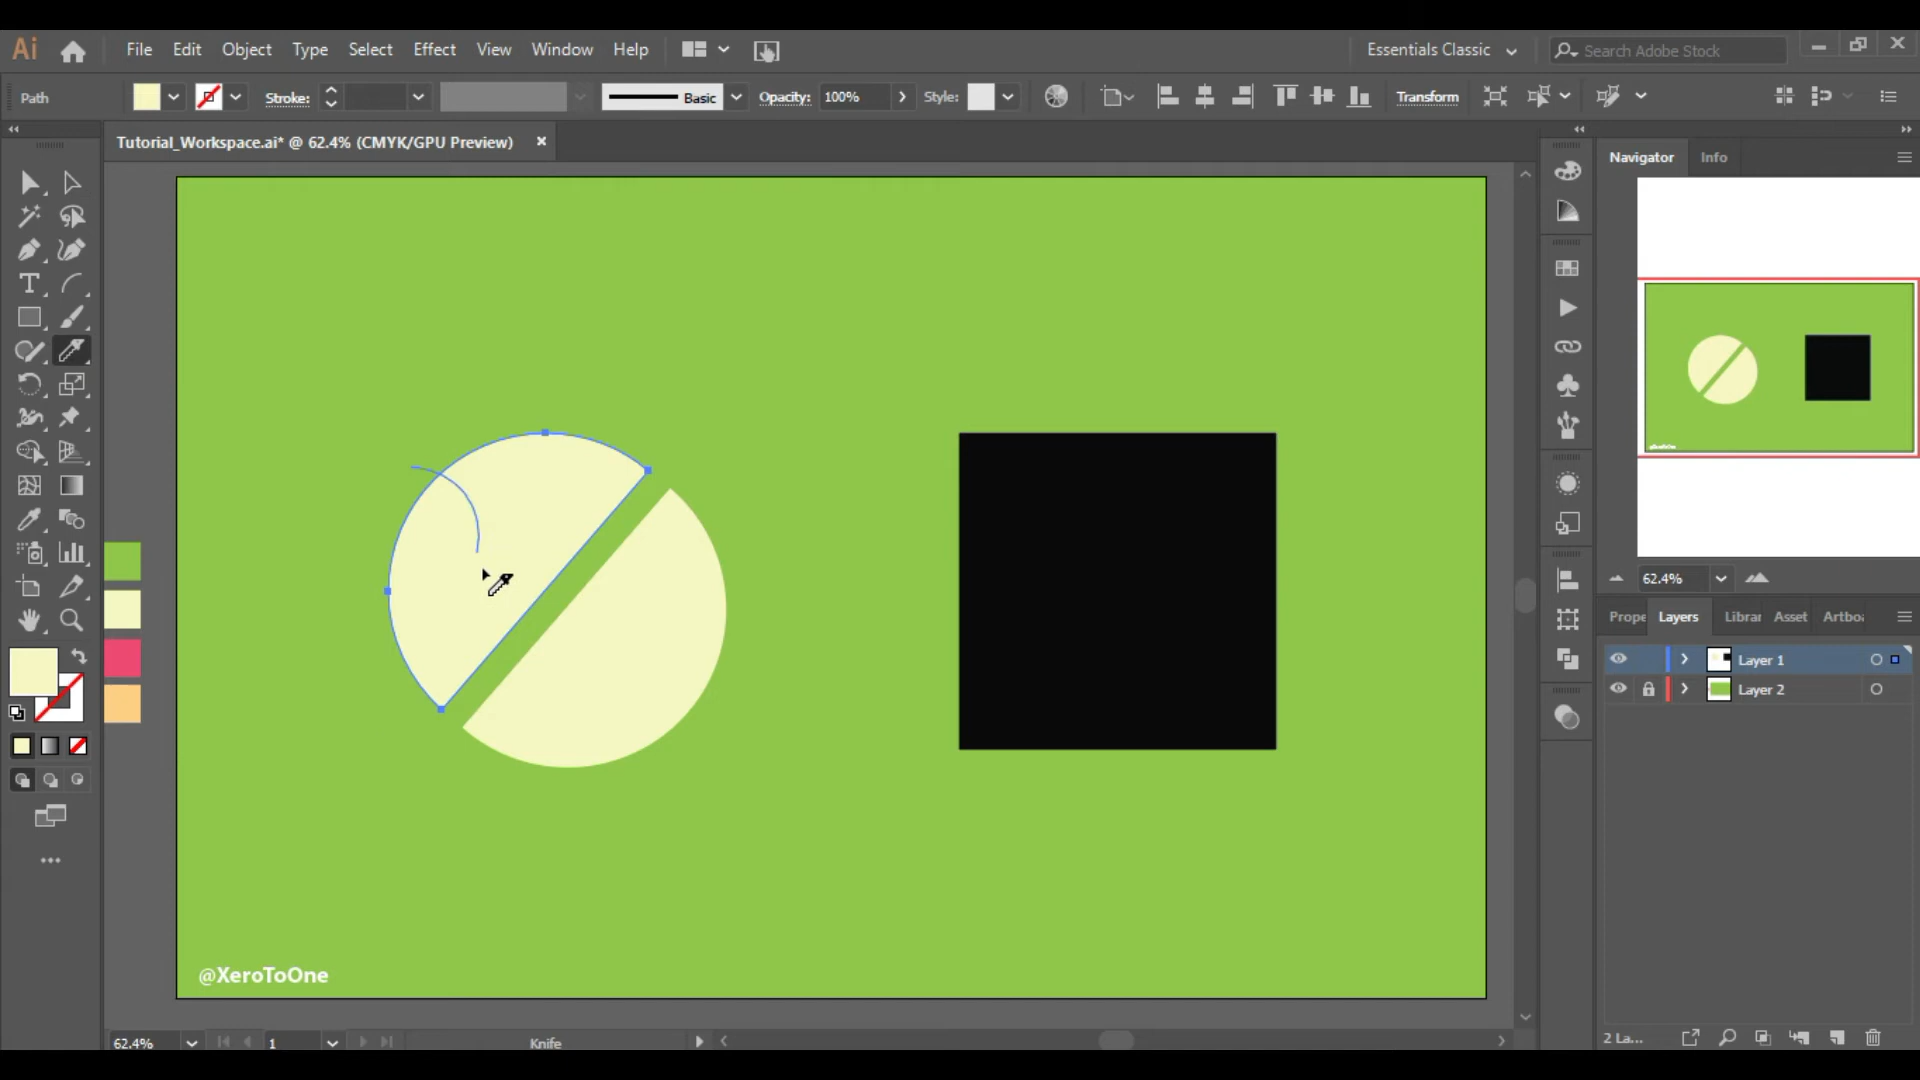 Ai File Edit Object Type Select Effect View Window Help Essentials Classic Search Adobe Stock
Path Stroke: Basic Opacity: 100% Style: Transform
Tutorial_Workspace.ai* @ 62.4% (CMYK/GPU Preview)
Navigator Info
62.4%
Prope Layers Librar Asset Artboa
Layer 1
Layer 2
@XeroToOne
62.4% 1 Knife
2 La...